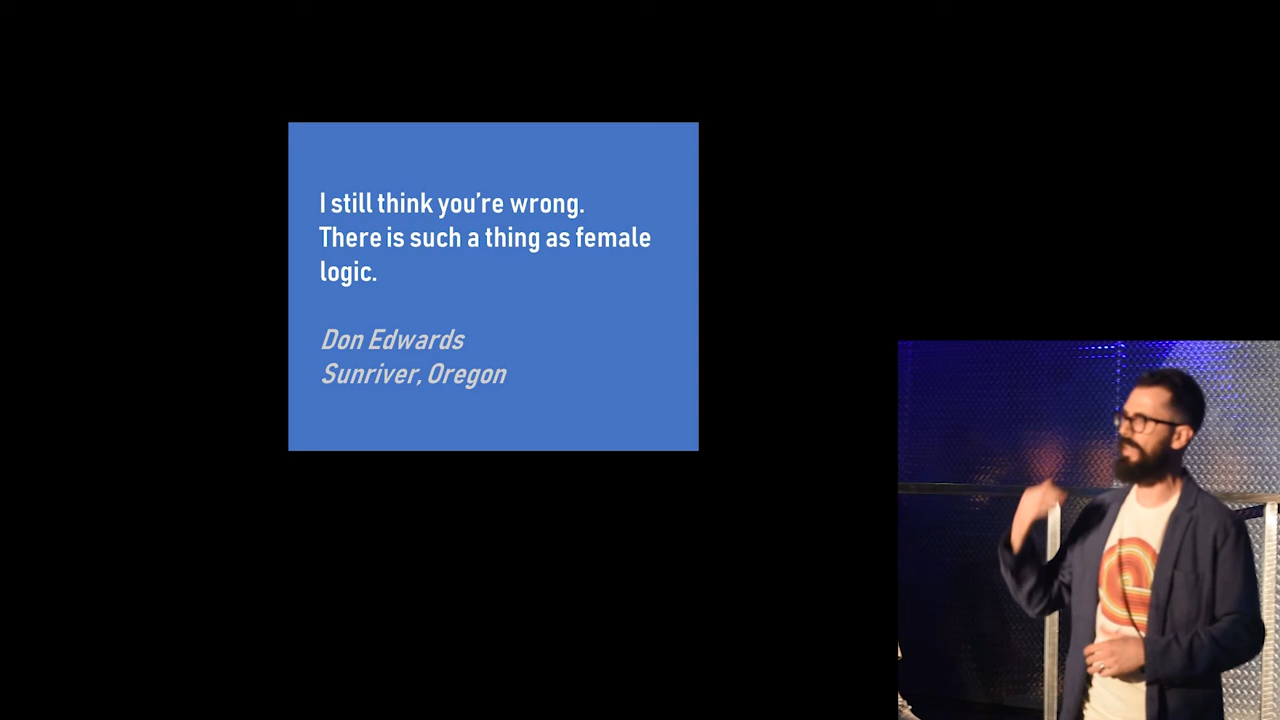 I still think you're wrong.
There is such a thing as female
logic.
Don Edwards
Sunriver, Oregon